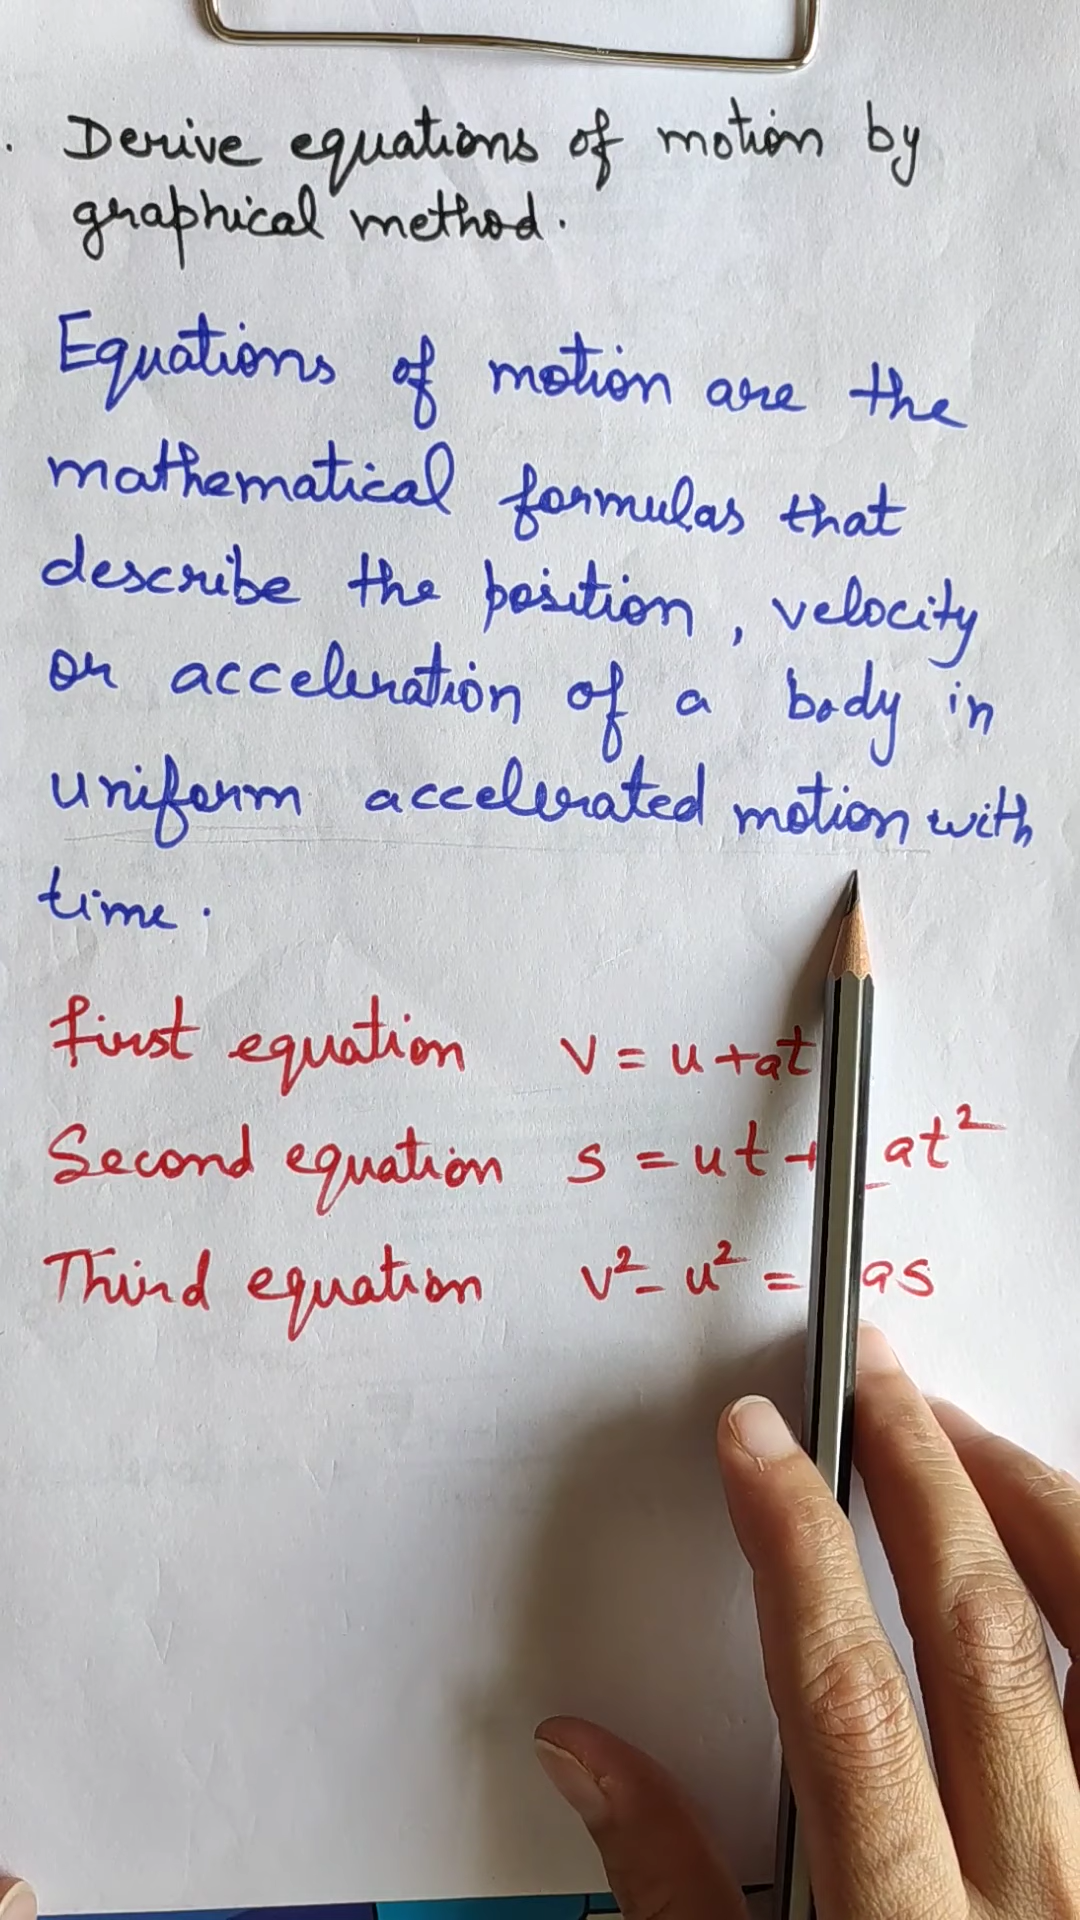 . Derive equations of motion by
graphical method.
Equations of motion are the
mathematical formulas that
describe the position, velocity
or acceleration of a body in
uniform accelerated motion with
time.
First equation v = u + at
Second equation s = ut + at²
Third equation v² - u² = as